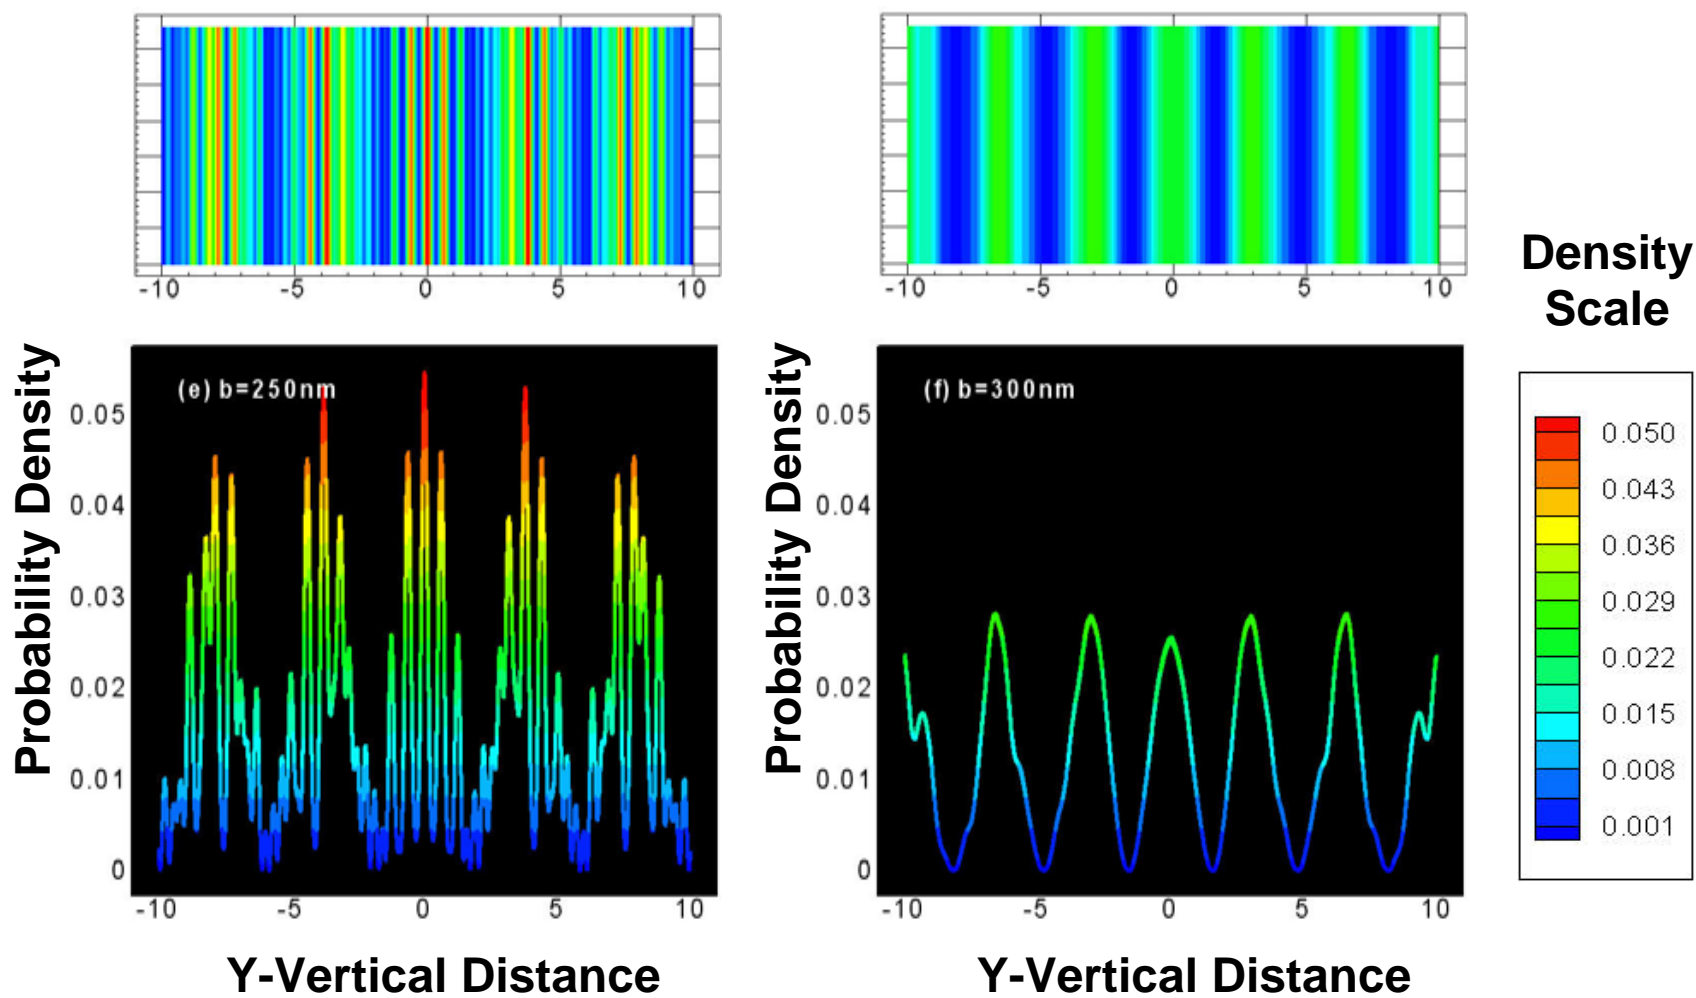 -10 -5 0 5 10
-10 -5 0 5 10
Density
Scale
Probability Density
(e) b=250nm
0.05
0.04
0.03
0.02
0.01
0
-10 -5 0 5 10
Y-Vertical Distance
Probability Density
(f) b=300nm
0.05
0.04
0.03
0.02
0.01
0
-10 -5 0 5 10
Y-Vertical Distance
0.050
0.043
0.036
0.029
0.022
0.015
0.008
0.001